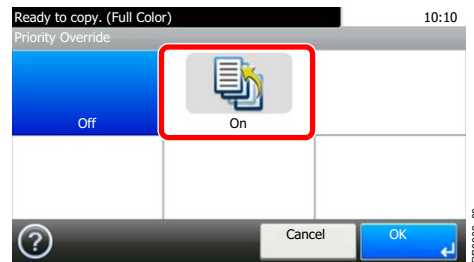 Ready to copy. (Full Color) 10:10
Priority Override
Off On
Cancel OK